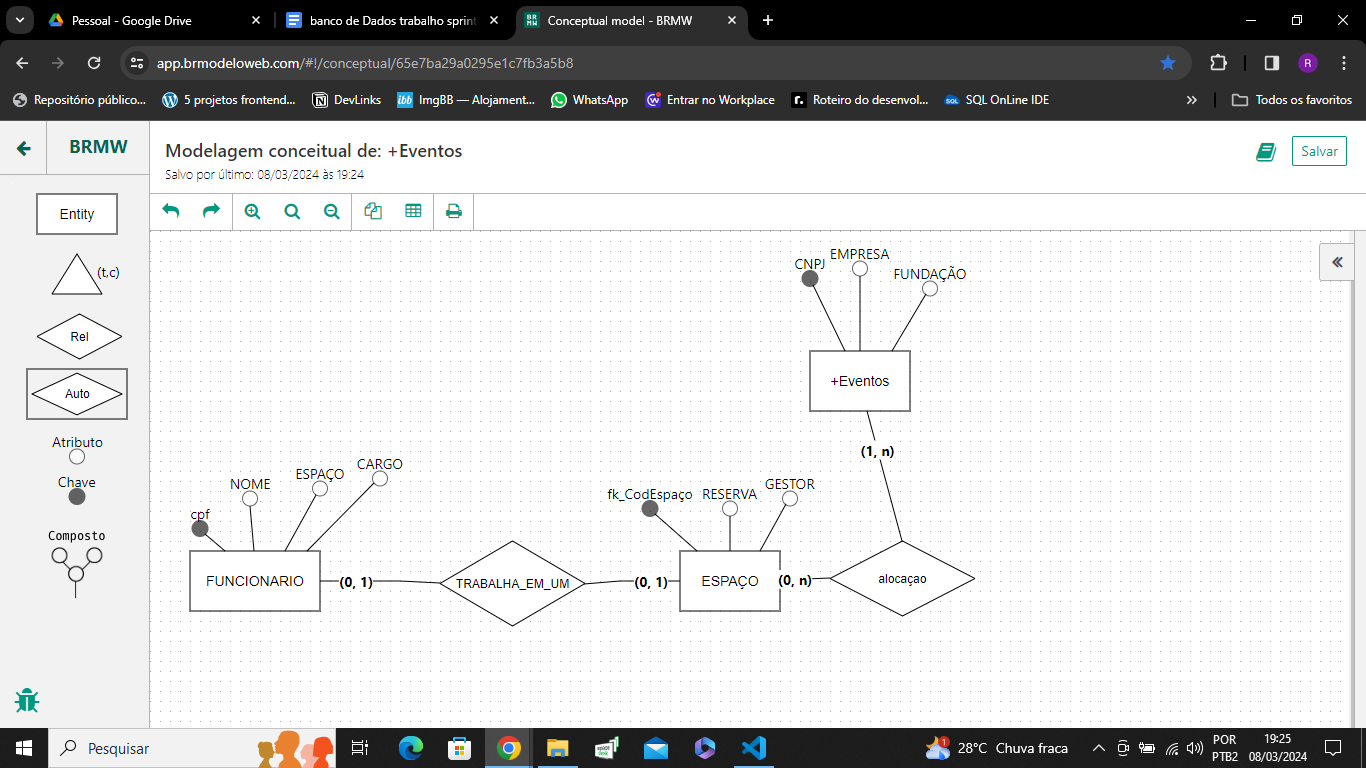 Pessoal - Google Drive
banco de Dados trabalho sprint
Conceptual model - BRMW
app.brmodeloweb.com/#!/conceptual/65e7ba29a0295e1c7fb3a5b8
R
Repositório público...
5 projetos frontend...
DevLinks
ImgBB — Alojament...
WhatsApp
Entrar no Workplace
Roteiro do desenvol...
SQL OnLine IDE
Todos os favoritos
BRMW
Modelagem conceitual de: +Eventos
Salvo por último: 08/03/2024 às 19:24
Salvar
Entity
(t,c)
Rel
Auto
Atributo
Chave
Composto
CNPJ
EMPRESA
FUNDAÇÃO
+Eventos
(1, n)
cpf
NOME
ESPAÇO
CARGO
fk_CodEspaço
RESERVA
GESTOR
FUNCIONARIO
(0, 1)
TRABALHA_EM_UM
(0, 1)
ESPAÇO
(0, n)
alocaçao
Pesquisar
28°C Chuva fraca
POR
PTB2
19:25
08/03/2024